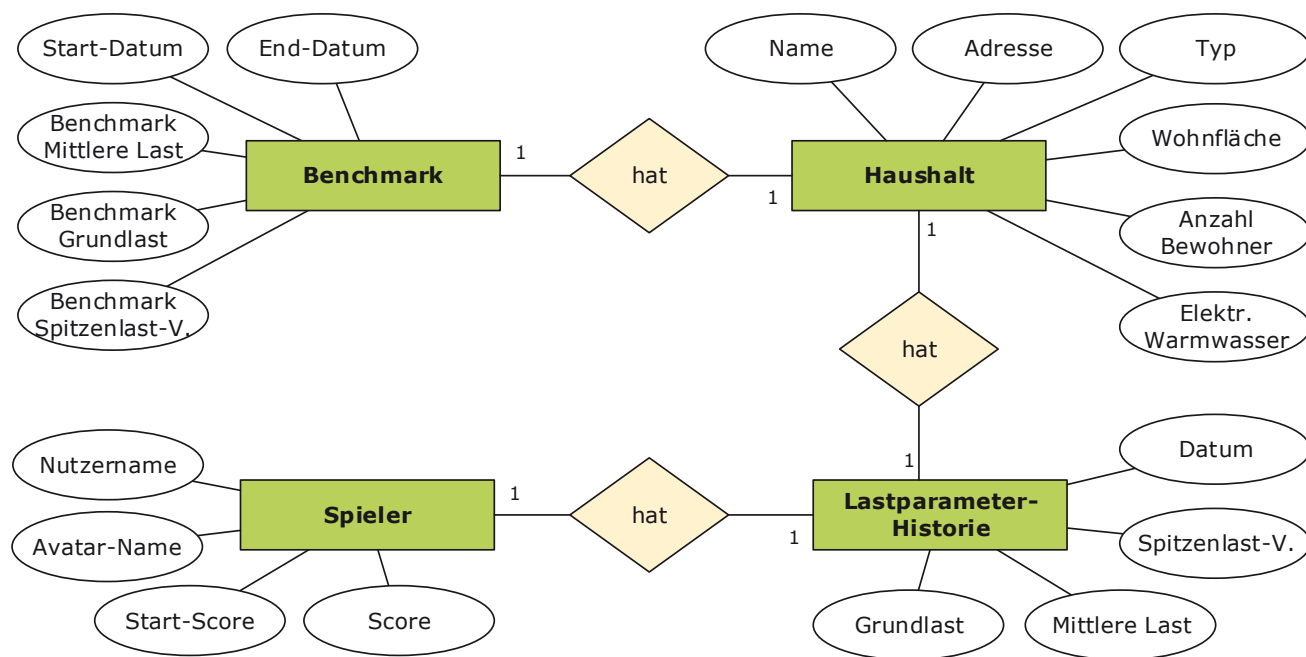 Start-Datum
End-Datum
Name
Adresse
Typ
Benchmark
Mittlere Last
Wohnfläche
1
Benchmark
hat
Haushalt
1
Benchmark
Grundlast
Anzahl
Bewohner
1
Benchmark
Spitzenlast-V.
Elektr.
Warmwasser
hat
Nutzername
Datum
1
1
Spieler
hat
Lastparameter-
Historie
1
Avatar-Name
Spitzenlast-V.
Start-Score
Score
Grundlast
Mittlere Last